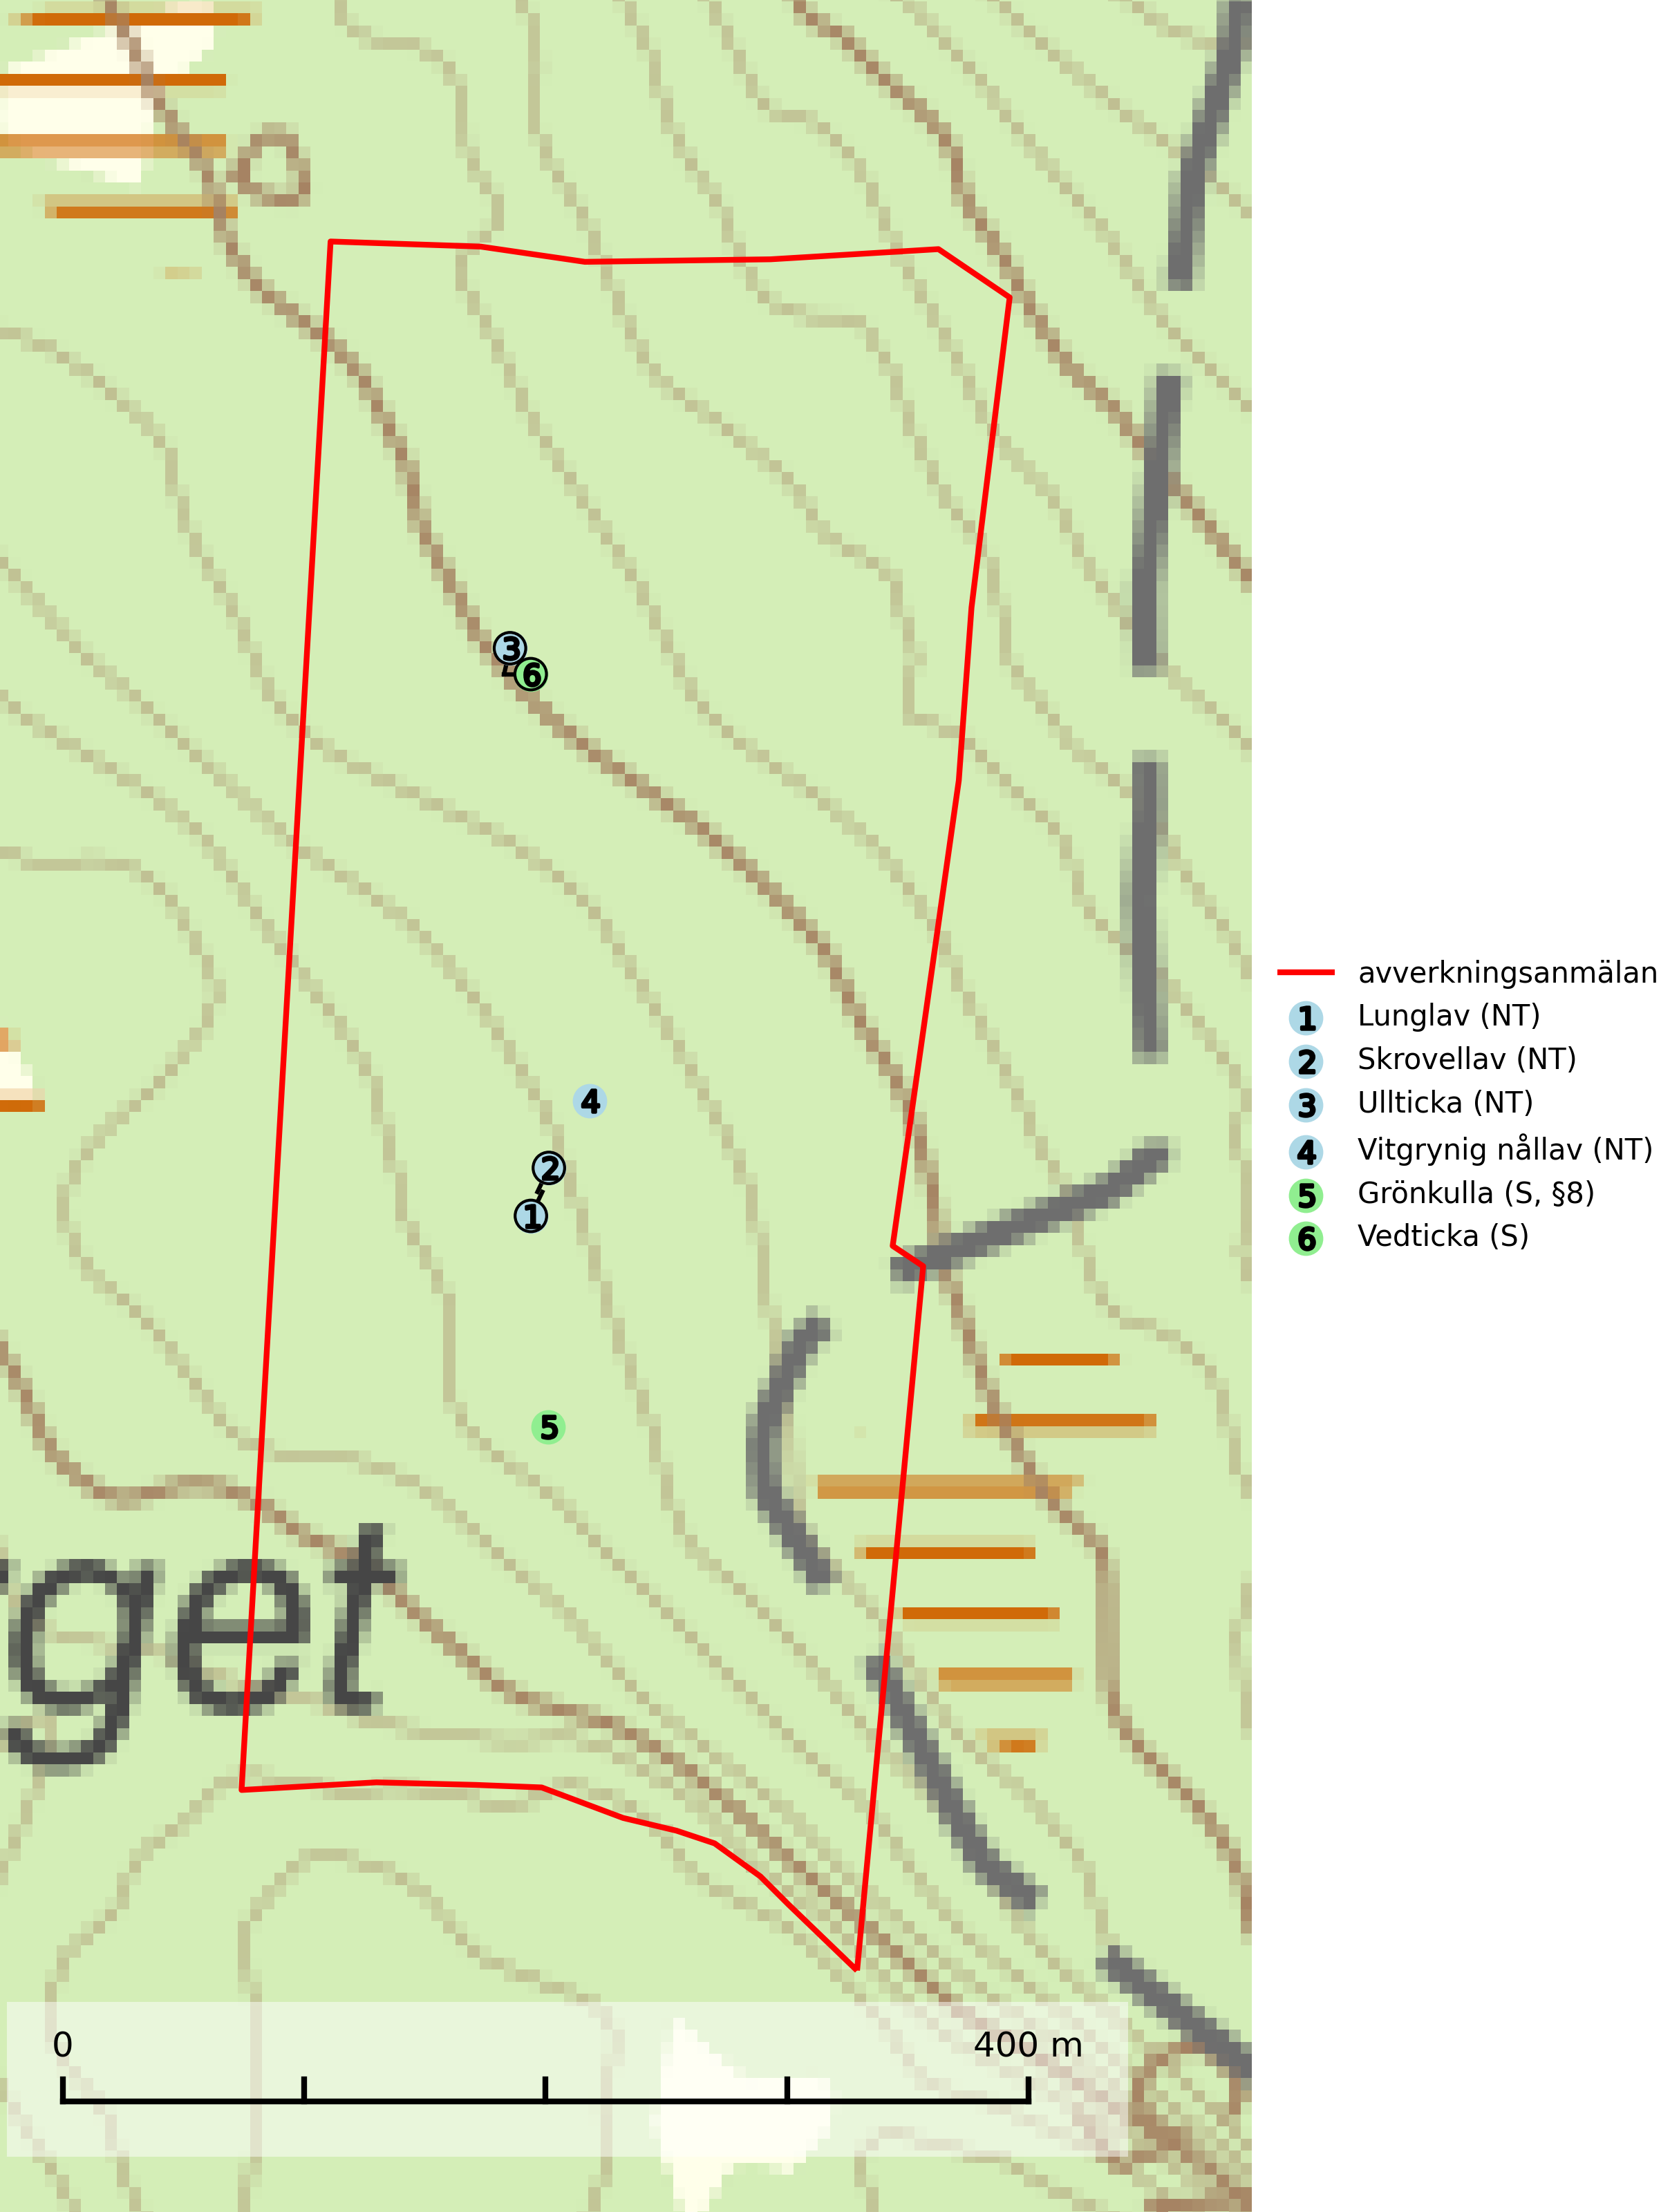 3
6
4
2
1
5
get
0 400 m
avverkningsanmälan
1 Lunglav (NT)
2 Skrovellav (NT)
3 Ullticka (NT)
4 Vitgrynig nållav (NT)
5 Grönkulla (S, §8)
6 Vedticka (S)